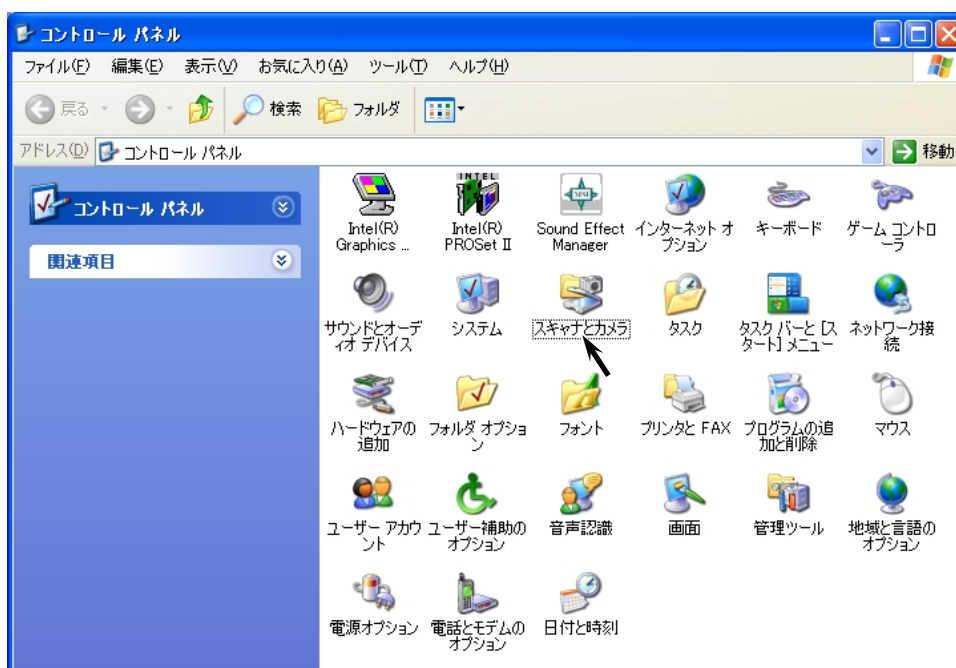 コントロール パネル
ファイル(F) 編集(E) 表示(V) お気に入り(A) ツール(T) ヘルプ(H)
戻る 検索 フォルダ
アドレス(D) コントロール パネル 移動
コントロール パネル
関連項目
INTEL
MINI
Intel(R)
Graphics ...
Intel(R)
PROSet II
Sound Effect
Manager
インターネット オ
プション
キーボード
ゲーム コントロ
ーラ
サウンドとオーデ
ィオ デバイス
システム
スキャナとカメラ
タスク
タスク バーと [ス
タート] メニュー
ネットワーク接
続
ハードウェアの
追加
フォルダ オプショ
ン
フォント
プリンタと FAX
プログラムの追
加と削除
マウス
ユーザー アカウ
ント
ユーザー補助の
オプション
音声認識
画面
管理ツール
地域と言語の
オプション
電源オプション
電話とモデムの
オプション
日付と時刻